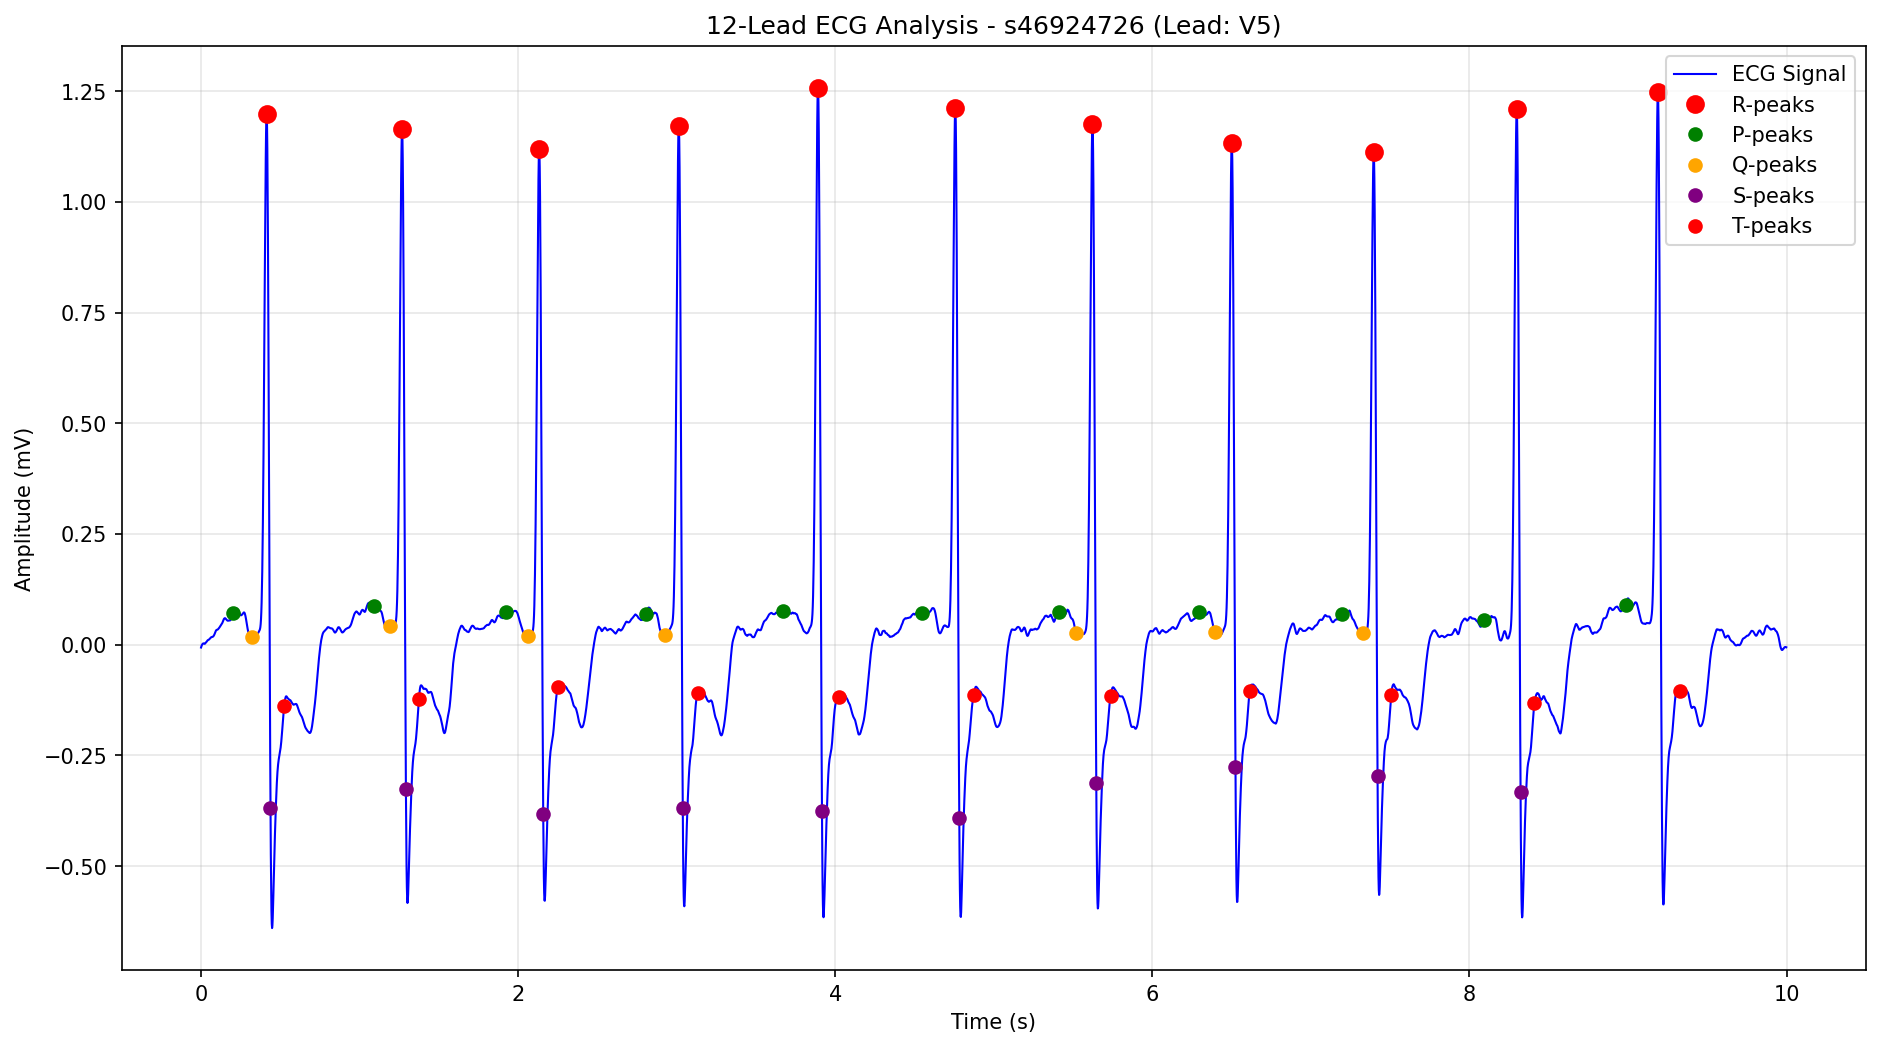 12-Lead ECG Analysis - s46924726 (Lead: V5)
ECG Signal
R-peaks
P-peaks
Q-peaks
S-peaks
T-peaks
Amplitude (mV)
1.25
1.00
0.75
0.50
0.25
0.00
−0.25
−0.50
0 2 4 6 8 10
Time (s)